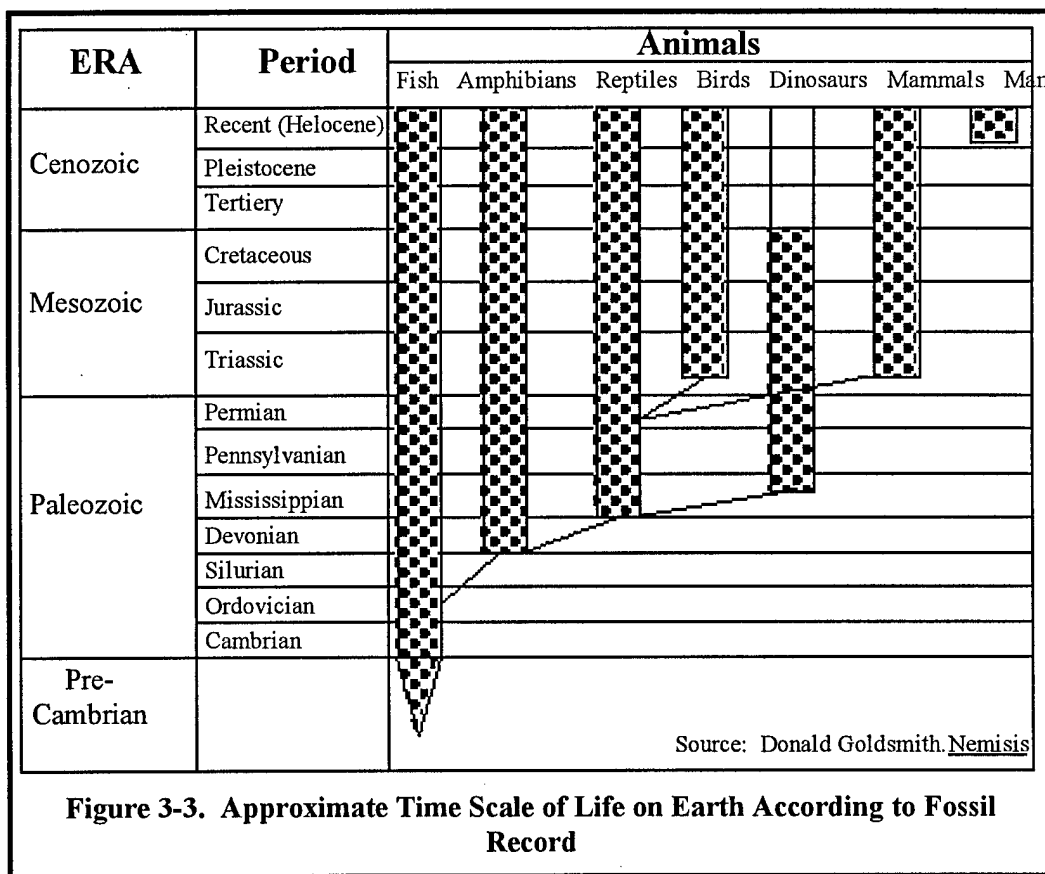 ERA
Period
Animals
Fish Amphibians Reptiles Birds Dinosaurs Mammals Man
Cenozoic
Recent (Helocene)
Pleistocene
Tertiery
Mesozoic
Cretaceous
Jurassic
Triassic
Paleozoic
Permian
Pennsylvanian
Mississippian
Devonian
Silurian
Ordovician
Cambrian
Pre-
Cambrian
Source: Donald Goldsmith. Nemisis
Figure 3-3. Approximate Time Scale of Life on Earth According to Fossil
Record